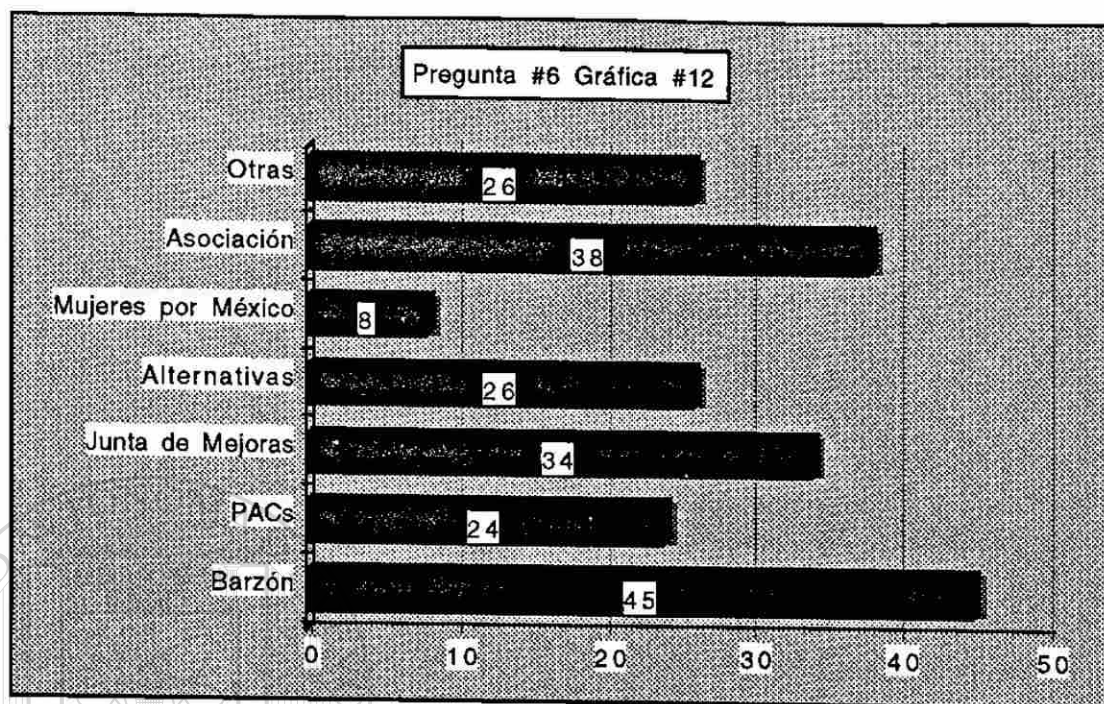 Pregunta #6 Gráfica #12
Otras
26
Asociación
38
Mujeres por México
8
Alternativas
26
Junta de Mejoras
34
PACs
24
Barzón
45
0 10 20 30 40 50